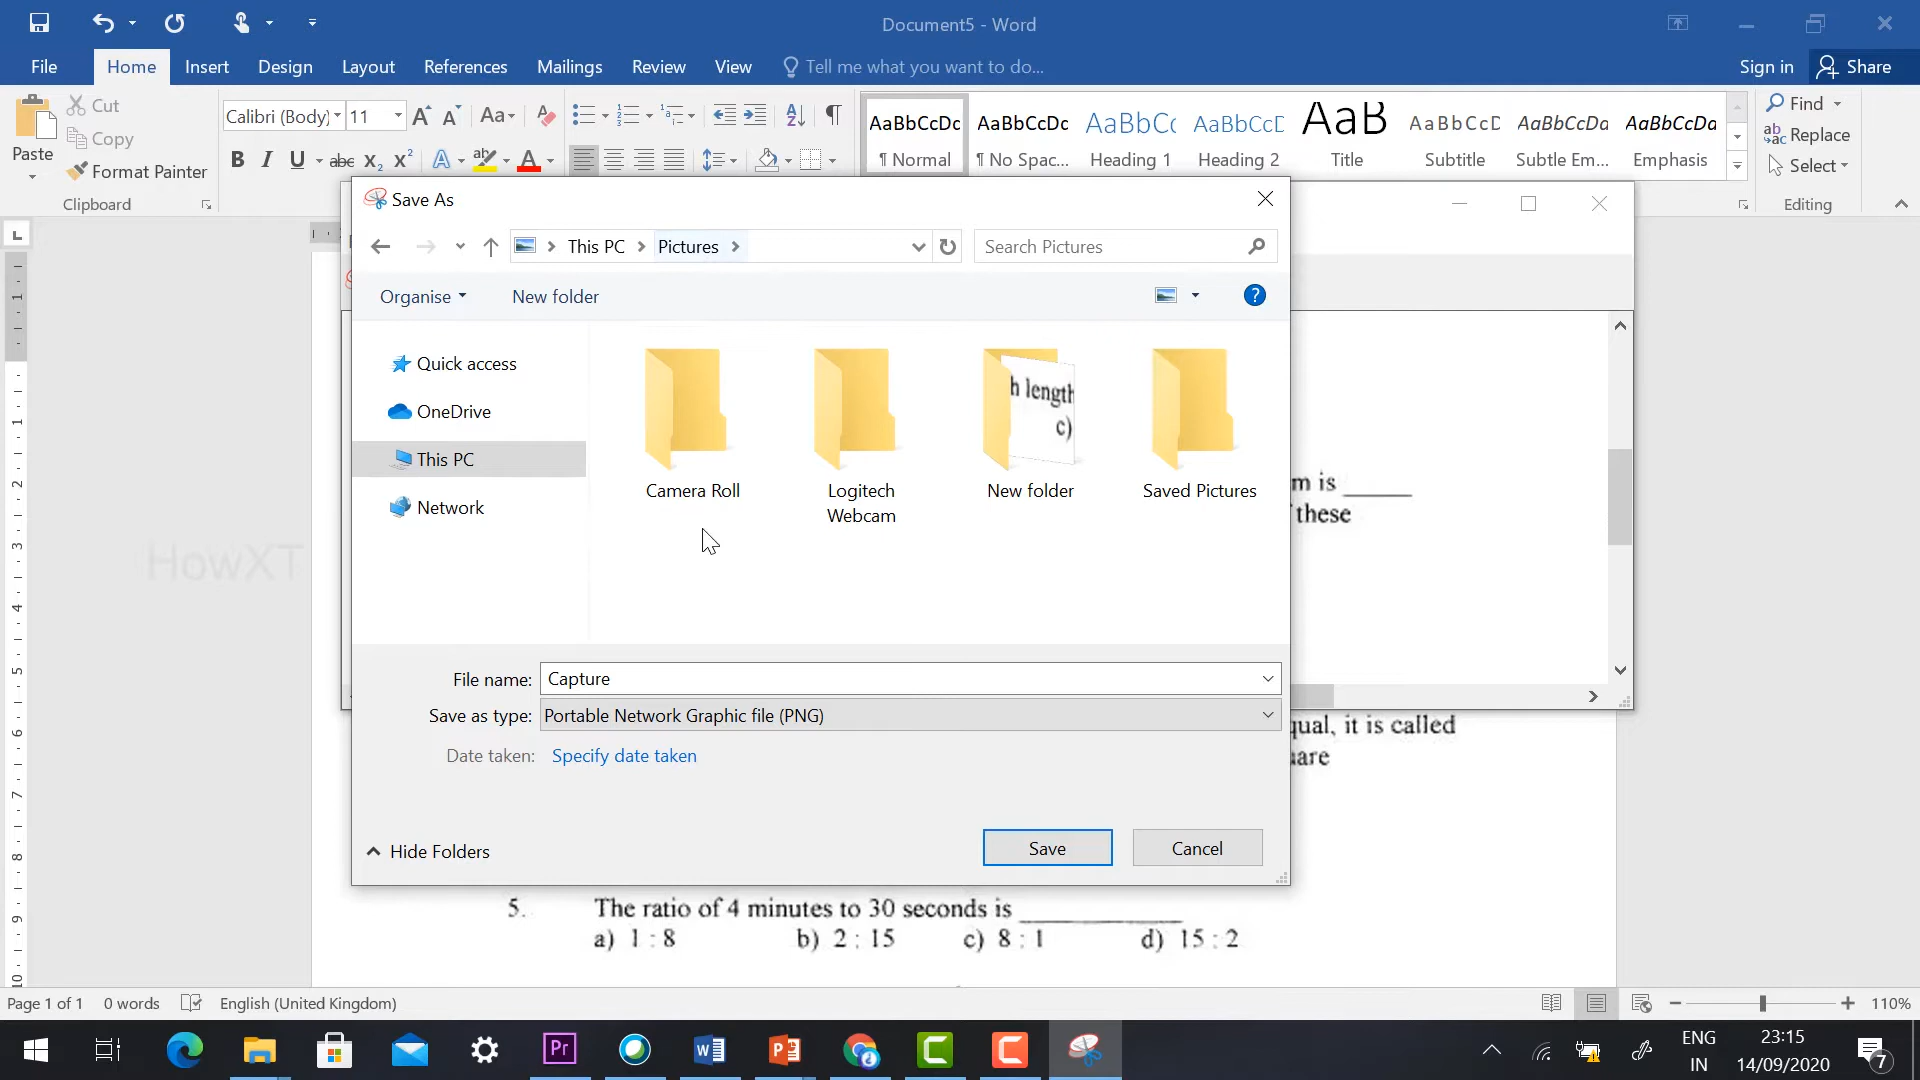 Document5 - Word
File Home Insert Design Layout References Mailings Review View Tell me what you want to do... Sign in Share
Cut
Copy
Format Painter
Paste
Clipboard
Calibri (Body) 11
AaBbCcDc AaBbCcDc AaBbCc AaBbCcD AaB AaBbCcD AaBbCcDa AaBbCcDa
¶ Normal ¶ No Spac... Heading 1 Heading 2 Title Subtitle Subtle Em... Emphasis
Find
Replace
Select
Editing
Save As
This PC Pictures
Search Pictures
Organise New folder
Quick access
OneDrive
This PC
Network
h length
c)
Camera Roll Logitech Webcam New folder Saved Pictures
m is ______
these
HowXT
File name: Capture
Save as type: Portable Network Graphic file (PNG)
Date taken: Specify date taken
qual, it is called
Hide Folders Save Cancel
5. The ratio of 4 minutes to 30 seconds is ____________
a) 1 : 8 b) 2 : 15 c) 8 : 1 d) 15 : 2
Page 1 of 1 0 words English (United Kingdom) 110%
ENG
IN
23:15
14/09/2020
7